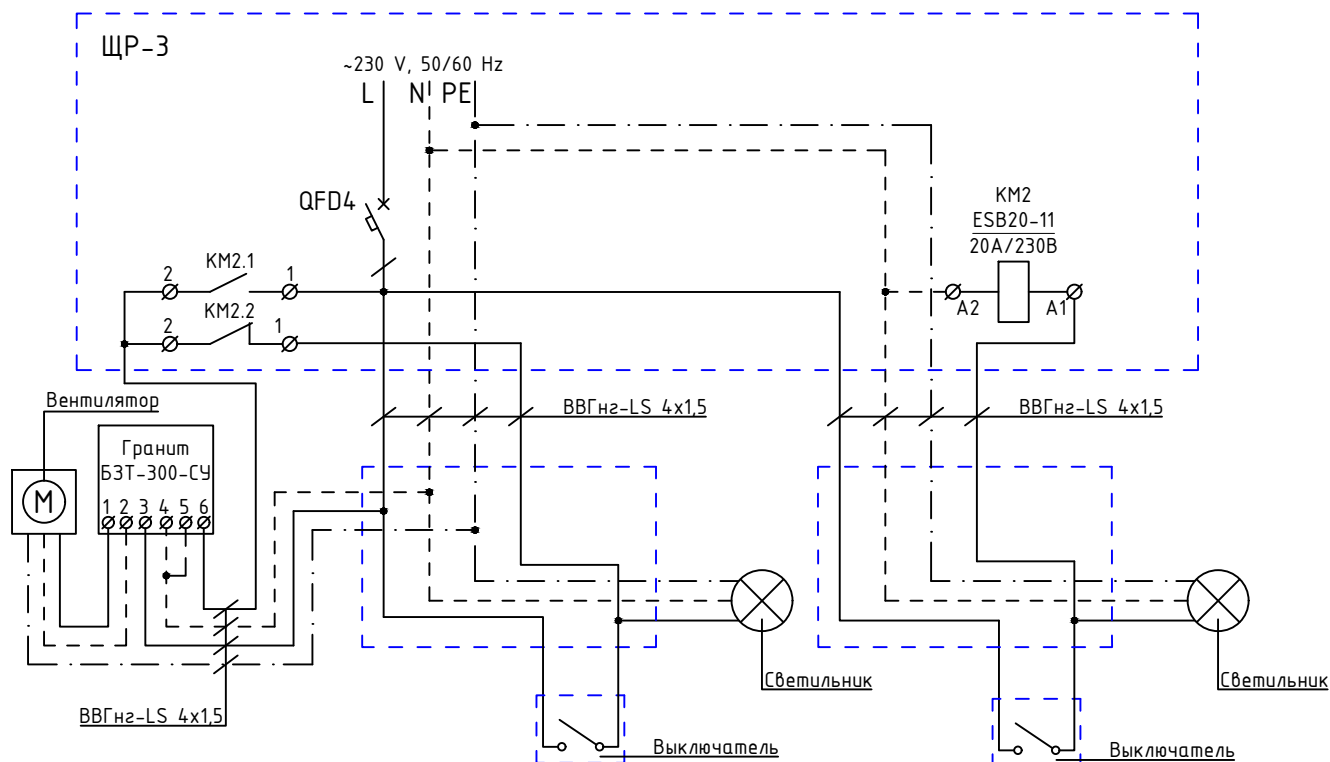 ЩР-3
~230 V, 50/60 Hz
L N PE
QFD4
KM2
ESB20-11
20A/230В
2 KM2.1 1
A2 A1
2 KM2.2 1
Вентилятор
ВВГнг-LS 4x1,5
ВВГнг-LS 4x1,5
Гранит
БЗТ-300-СУ
M
1 2 3 4 5 6
Светильник
Светильник
ВВГнг-LS 4x1,5
Выключатель
Выключатель